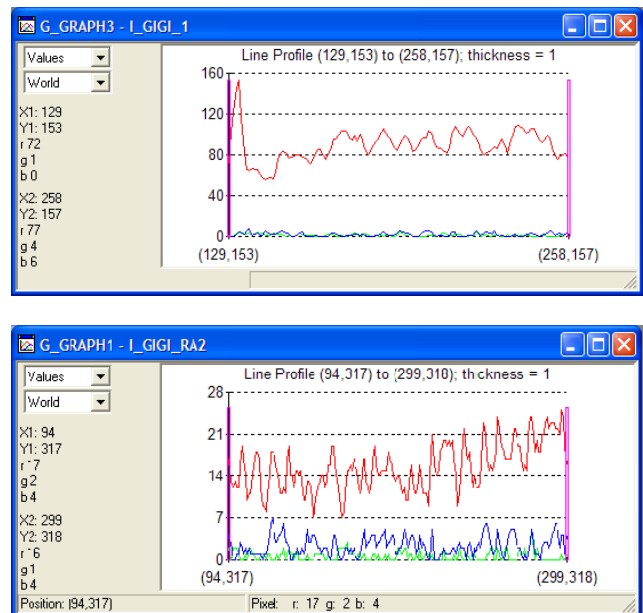 G_GRAPH3 - I_GIGI_1
Values
World
X1: 129
Y1: 153
r 72
g 1
b 0
X2: 258
Y2: 157
r 77
g 4
b 6
Line Profile (129,153) to (258,157); thickness = 1
160
120
80
40
0
(129,153)
(258,157)
G_GRAPH1 - I_GIGI_RA2
Values
World
X1: 94
Y1: 317
r 17
g 2
b 4
X2: 299
Y2: 318
r 16
g 1
b 4
Line Profile (94,317) to (299,318); thickness = 1
28
21
14
7
0
(94,317)
(299,318)
Position: (94,317)
Pixel: r: 17 g: 2 b: 4